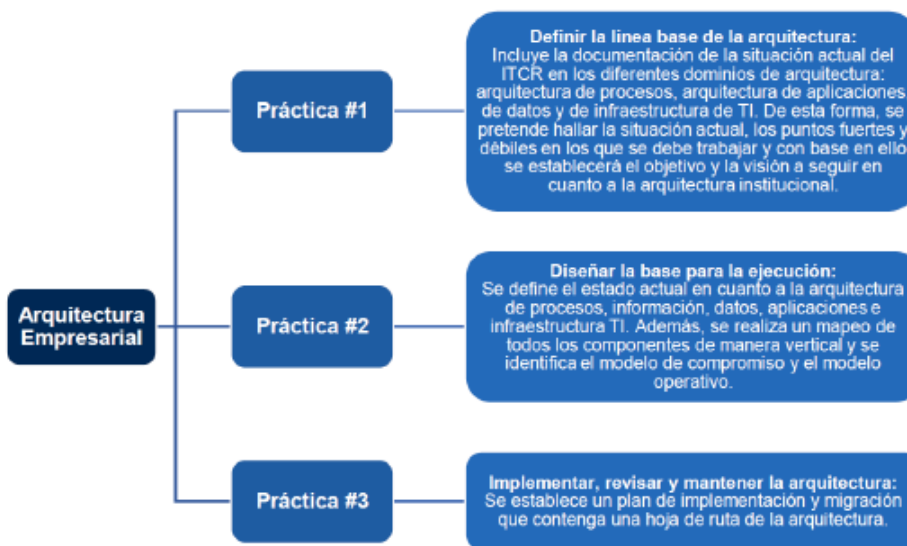 Arquitectura
Empresarial
Práctica #1
Definir la linea base de la arquitectura:
Incluye la documentación de la situación actual del
ITCR en los diferentes dominios de arquitectura:
arquitectura de procesos, arquitectura de aplicaciones,
de datos y de infraestructura de TI. De esta forma, se
pretende hallar la situación actual, los puntos fuertes y
débiles en los que se debe trabajar y con base en ello
se establecerá el objetivo y la visión a seguir en
cuanto a la arquitectura institucional.
Práctica #2
Diseñar la base para la ejecución:
Se define el estado actual en cuanto a la arquitectura
de procesos, información, datos, aplicaciones e
infraestructura TI. Además, se realiza un mapeo de
todos los componentes de manera vertical y se
identifica el modelo de compromiso y el modelo
operativo.
Práctica #3
Implementar, revisar y mantener la arquitectura:
Se establece un plan de implementación y migración
que contenga una hoja de ruta de la arquitectura.